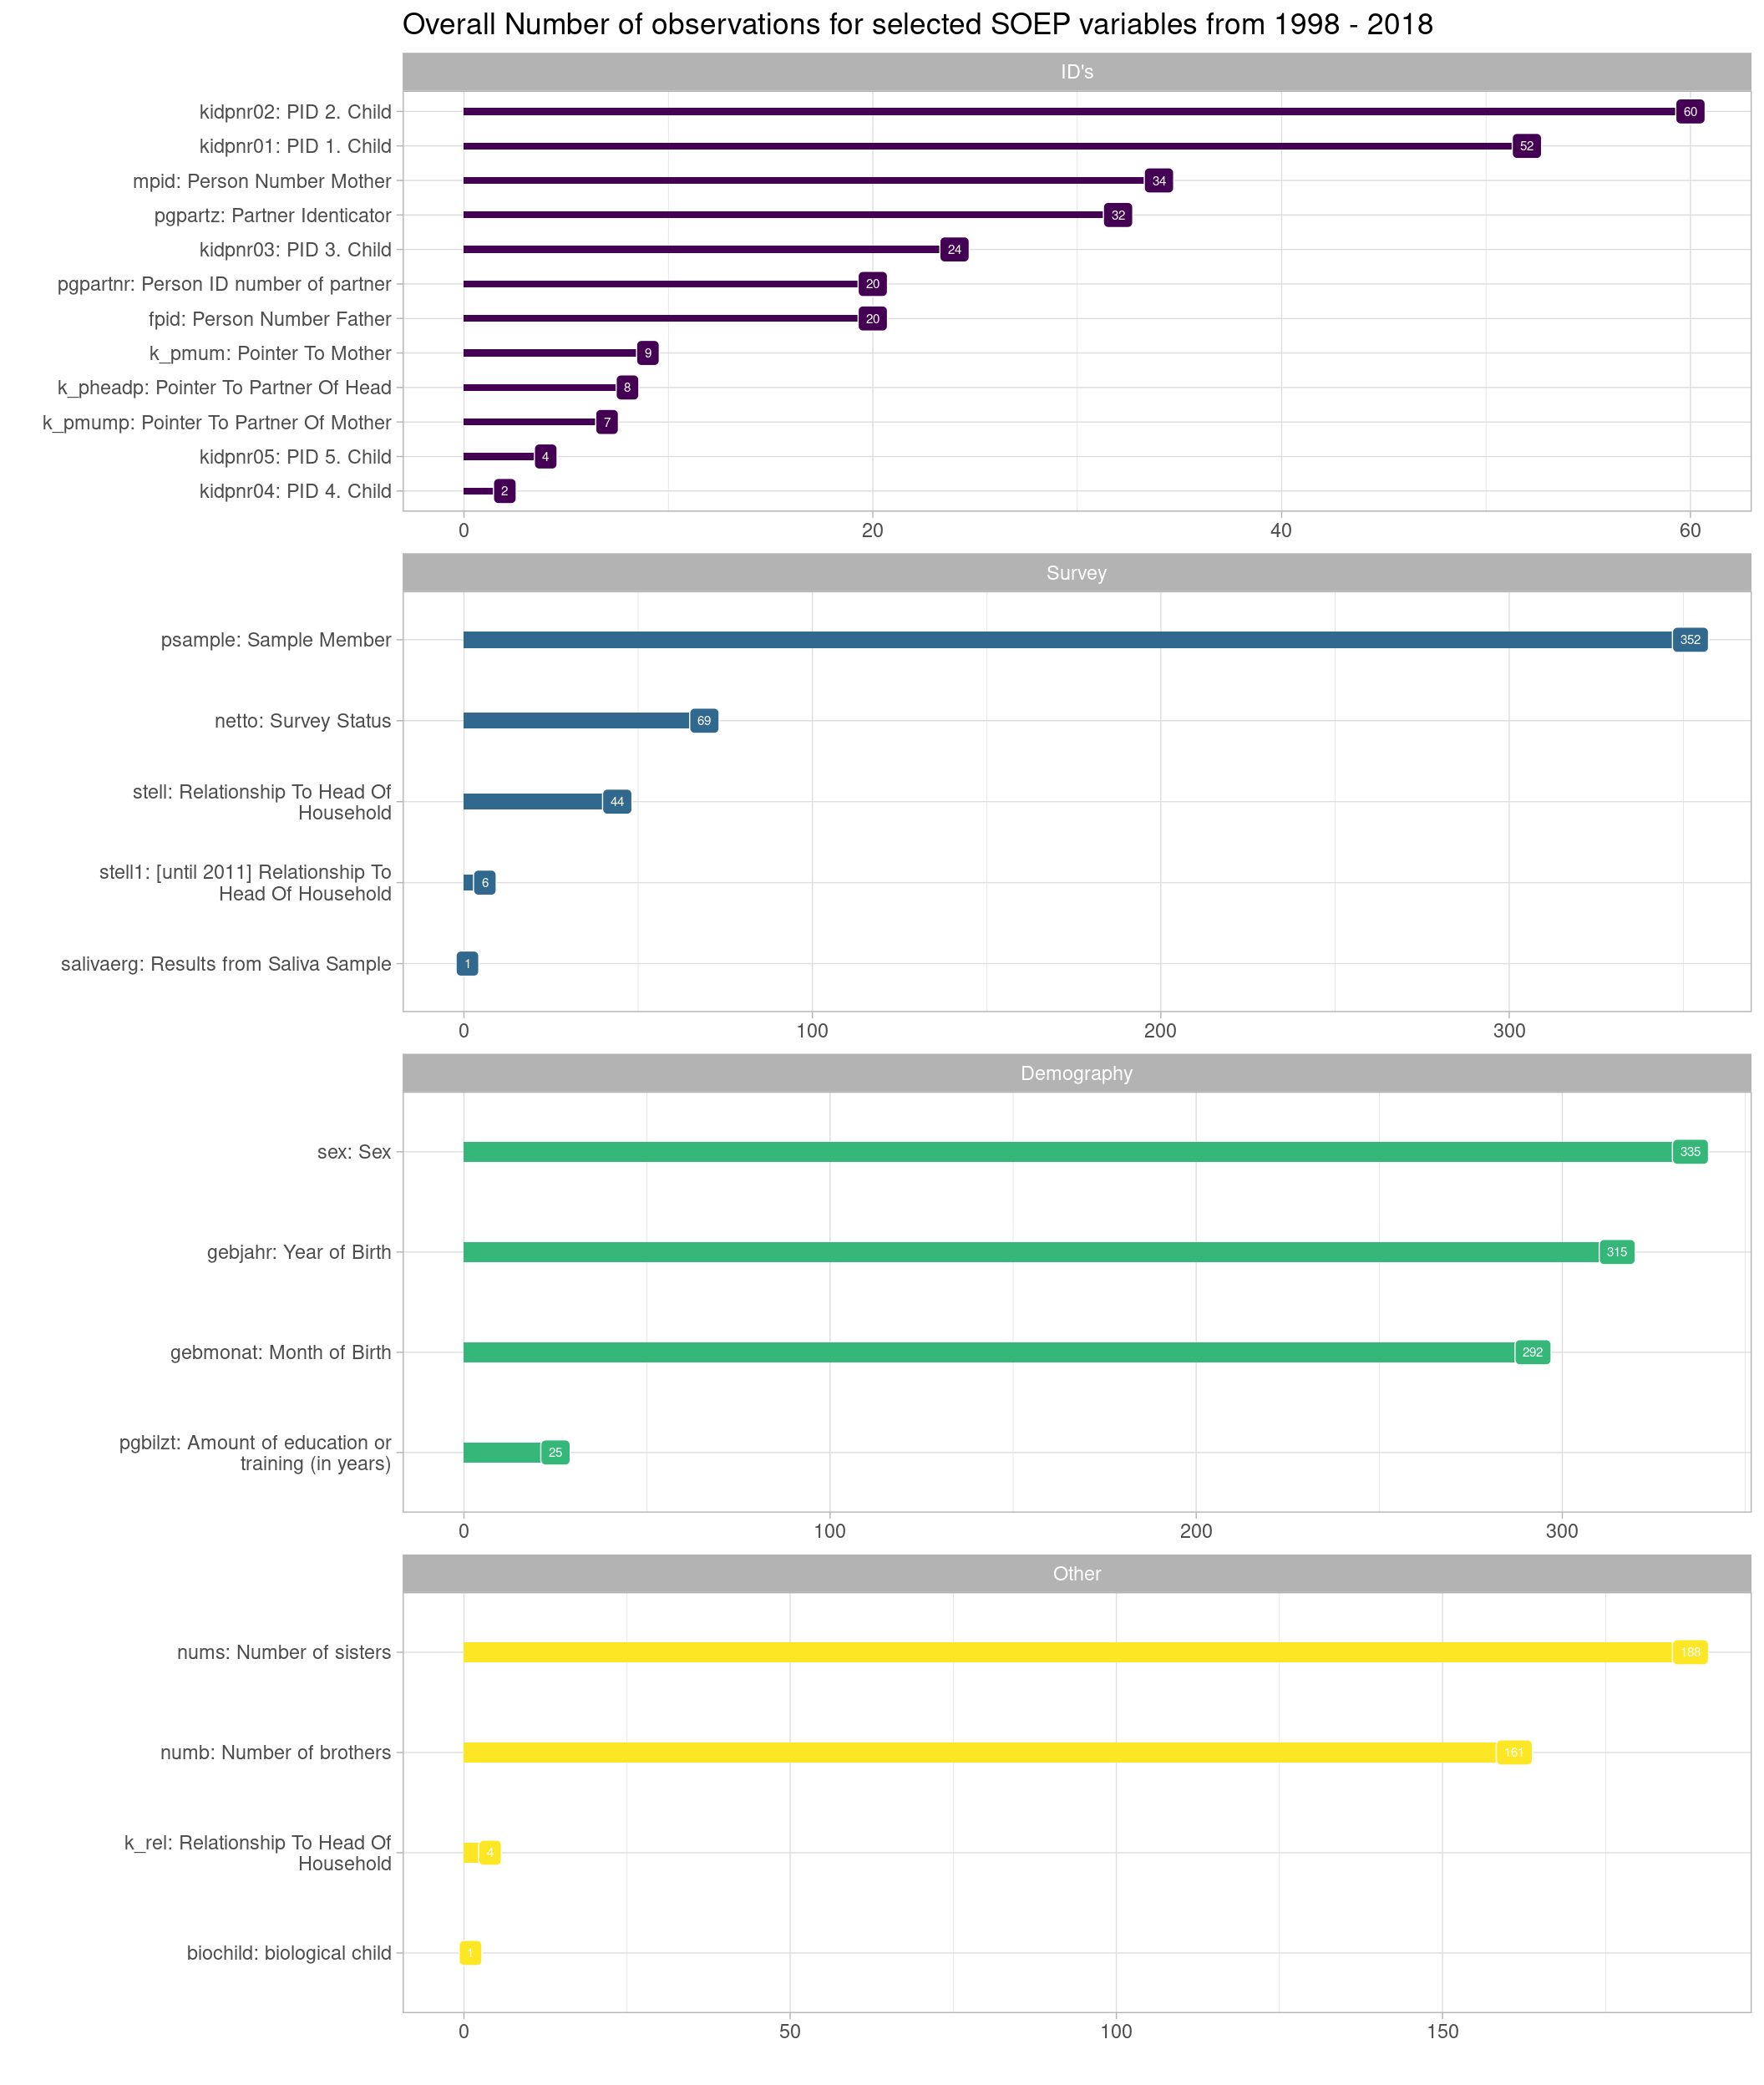 Overall Number of observations for selected SOEP variables from 1998 - 2018
ID's
kidpnr02: PID 2. Child 60
kidpnr01: PID 1. Child 52
mpid: Person Number Mother 34
pgpartz: Partner Identicator 32
kidpnr03: PID 3. Child 24
pgpartnr: Person ID number of partner 20
fpid: Person Number Father 20
k_pmum: Pointer To Mother 9
k_pheadp: Pointer To Partner Of Head 8
k_pmump: Pointer To Partner Of Mother 7
kidpnr05: PID 5. Child 4
kidpnr04: PID 4. Child 2
0 20 40 60
Survey
psample: Sample Member 352
netto: Survey Status 69
stell: Relationship To Head Of
Household 44
stell1: [until 2011] Relationship To
Head Of Household 6
salivaerg: Results from Saliva Sample 1
0 100 200 300
Demography
sex: Sex 335
gebjahr: Year of Birth 315
gebmonat: Month of Birth 292
pgbilzt: Amount of education or
training (in years) 25
0 100 200 300
Other
nums: Number of sisters 188
numb: Number of brothers 161
k_rel: Relationship To Head Of
Household 4
biochild: biological child 1
0 50 100 150